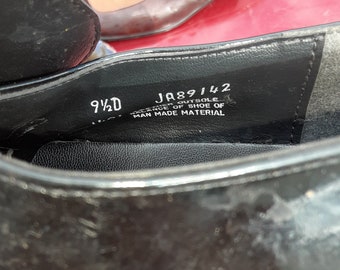 9½D JA89142
OUTSOLE
BALANCE OF SHOE OF
MAN MADE MATERIAL